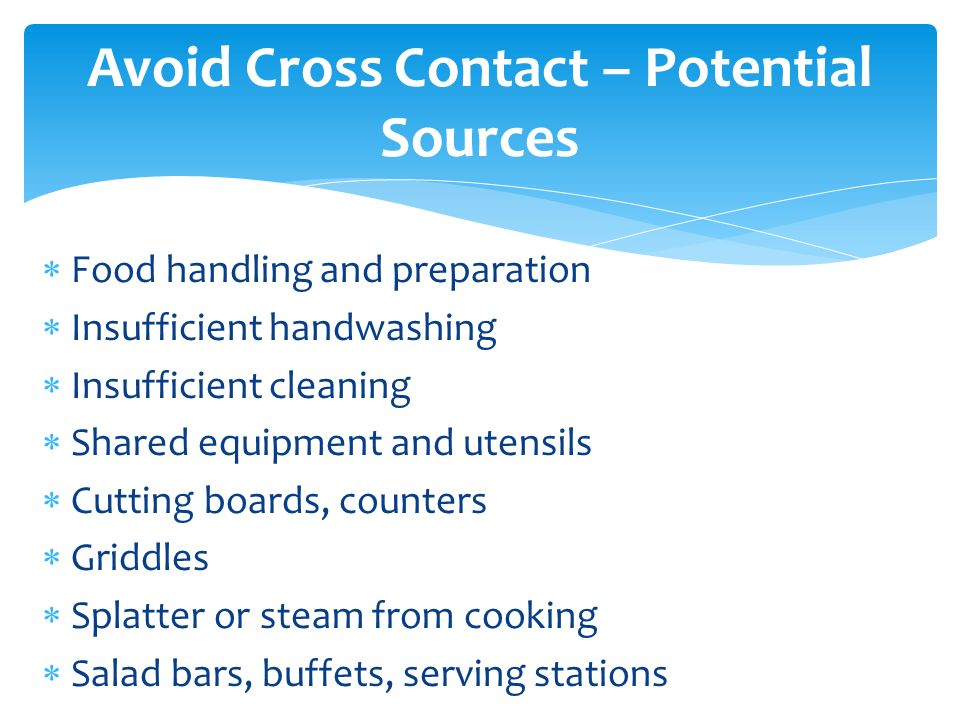 Avoid Cross Contact – Potential
Sources
* Food handling and preparation
* Insufficient handwashing
* Insufficient cleaning
* Shared equipment and utensils
* Cutting boards, counters
* Griddles
* Splatter or steam from cooking
* Salad bars, buffets, serving stations